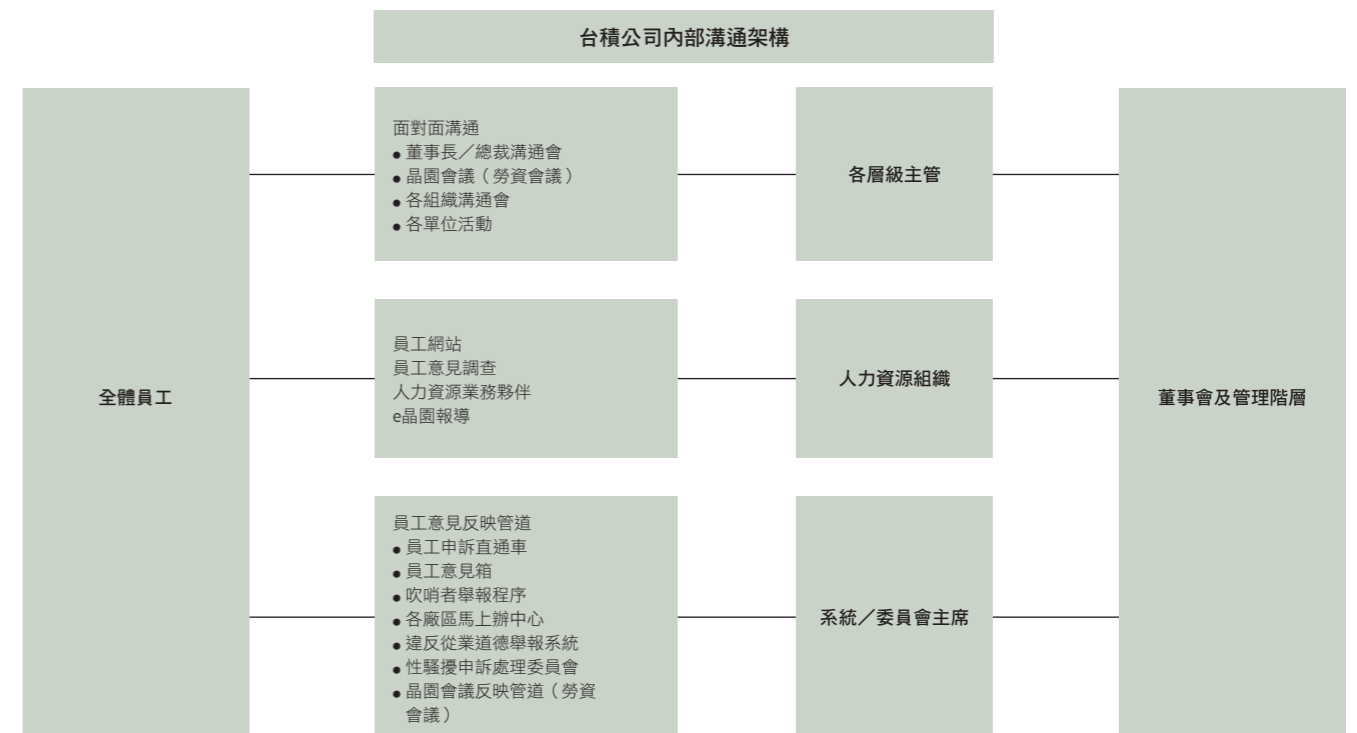 台積公司內部溝通架構
全體員工
面對面溝通
● 董事長／總裁溝通會
● 晶園會議（勞資會議）
● 各組織溝通會
● 各單位活動
各層級主管
員工網站
員工意見調查
人力資源業務夥伴
e晶園報導
人力資源組織
員工意見反映管道
● 員工申訴直通車
● 員工意見箱
● 吹哨者舉報程序
● 各廠區馬上辦中心
● 違反從業道德舉報系統
● 性騷擾申訴處理委員會
● 晶園會議反映管道（勞資
會議）
系統／委員會主席
董事會及管理階層